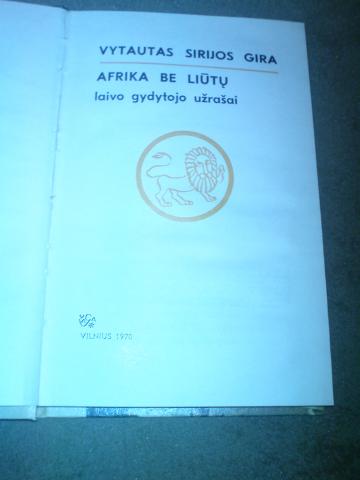 VYTAUTAS SIRIJOS GIRA
AFRIKA BE LIŪTŲ
laivo gydytojo užrašai
VILNIUS 1970